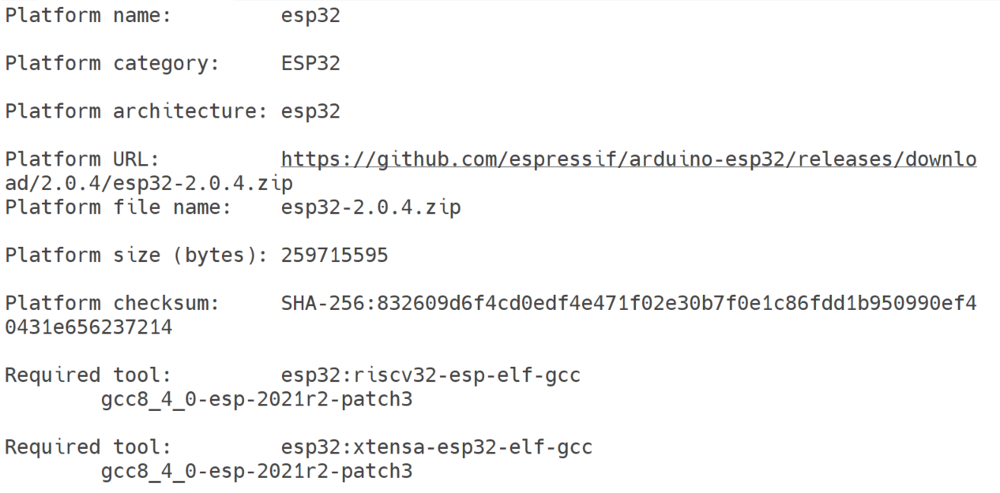 Platform name: esp32
Platform category: ESP32
Platform architecture: esp32
Platform URL: https://github.com/espressif/arduino-esp32/releases/downlo
ad/2.0.4/esp32-2.0.4.zip
Platform file name: esp32-2.0.4.zip
Platform size (bytes): 259715595
Platform checksum: SHA-256:832609d6f4cd0edf4e471f02e30b7f0e1c86fdd1b950990ef4
0431e656237214
Required tool: esp32:riscv32-esp-elf-gcc
gcc8_4_0-esp-2021r2-patch3
Required tool: esp32:xtensa-esp32-elf-gcc
gcc8_4_0-esp-2021r2-patch3